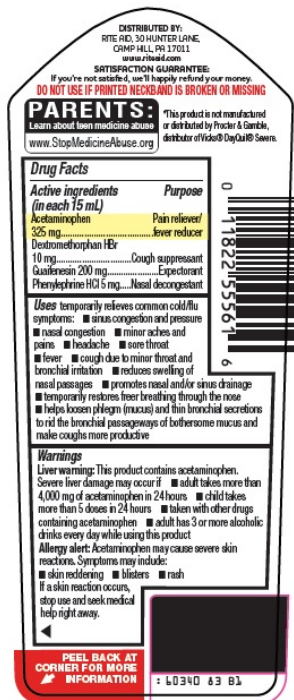 DISTRIBUTED BY:
RITE AID, 30 HUNTER LANE,
CAMP HILL, PA 17011
www.riteaid.com
SATISFACTION GUARANTEE:
If you're not satisfied, we'll happily refund your money.
DO NOT USE IF PRINTED NECKBAND IS BROKEN OR MISSING
PARENTS:
Learn about teen medicine abuse
www.StopMedicineAbuse.org
*This product is not manufactured
or distributed by Procter & Gamble,
distributor of Vicks® DayQuil® Severe.
Drug Facts
Active ingredients Purpose
(in each 15 mL)
Acetaminophen Pain reliever/
325 mg..............................fever reducer
Dextromethorphan HBr
10 mg........................Cough suppressant
Guaifenesin 200 mg.............Expectorant
Phenylephrine HCl 5 mg....Nasal decongestant
Uses temporarily relieves common cold/flu
symptoms: ■ sinus congestion and pressure
■ nasal congestion ■ minor aches and
pains ■ headache ■ sore throat
■ fever ■ cough due to minor throat and
bronchial irritation ■ reduces swelling of
nasal passages ■ promotes nasal and/or sinus drainage
■ temporarily restores freer breathing through the nose
■ helps loosen phlegm (mucus) and thin bronchial secretions
to rid the bronchial passageways of bothersome mucus and
make coughs more productive
Warnings
Liver warning: This product contains acetaminophen.
Severe liver damage may occur if ■ adult takes more than
4,000 mg of acetaminophen in 24 hours ■ child takes
more than 5 doses in 24 hours ■ taken with other drugs
containing acetaminophen ■ adult has 3 or more alcoholic
drinks every day while using this product
Allergy alert: Acetaminophen may cause severe skin
reactions. Symptoms may include:
■ skin reddening ■ blisters ■ rash
If a skin reaction occurs,
stop use and seek medical
help right away.
PEEL BACK AT
CORNER FOR MORE
INFORMATION
0 11822 55561 6
: 60340 63 B1